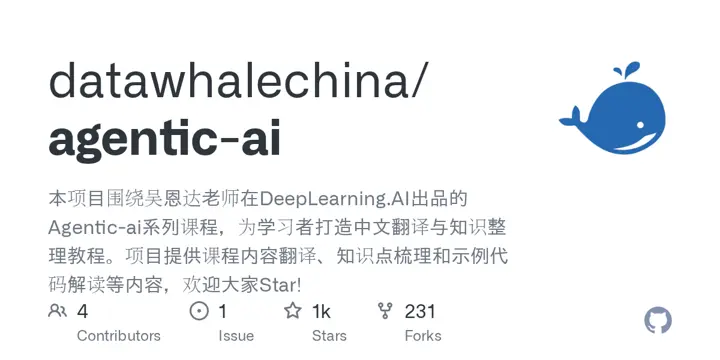 datawhalechina/
agentic-ai
本项目围绕吴恩达老师在DeepLearning.AI出品的
Agentic-ai系列课程，为学习者打造中文翻译与知识整
理教程。项目提供课程内容翻译、知识点梳理和示例代
码解读等内容，欢迎大家Star!
4 1 1k 231
Contributors Issue Stars Forks